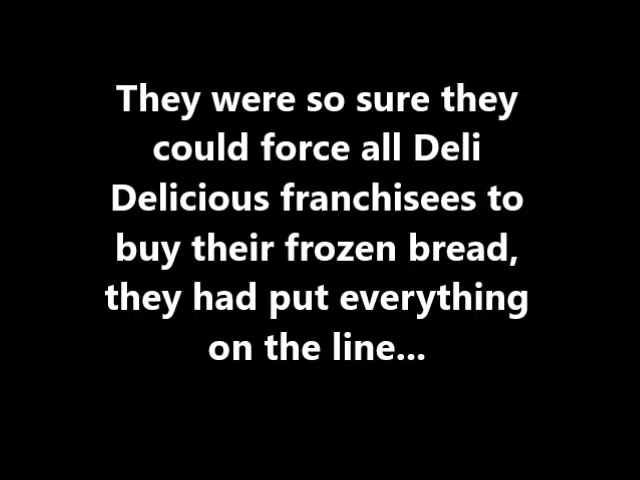 They were so sure they
could force all Deli
Delicious franchisees to
buy their frozen bread,
they had put everything
on the line...